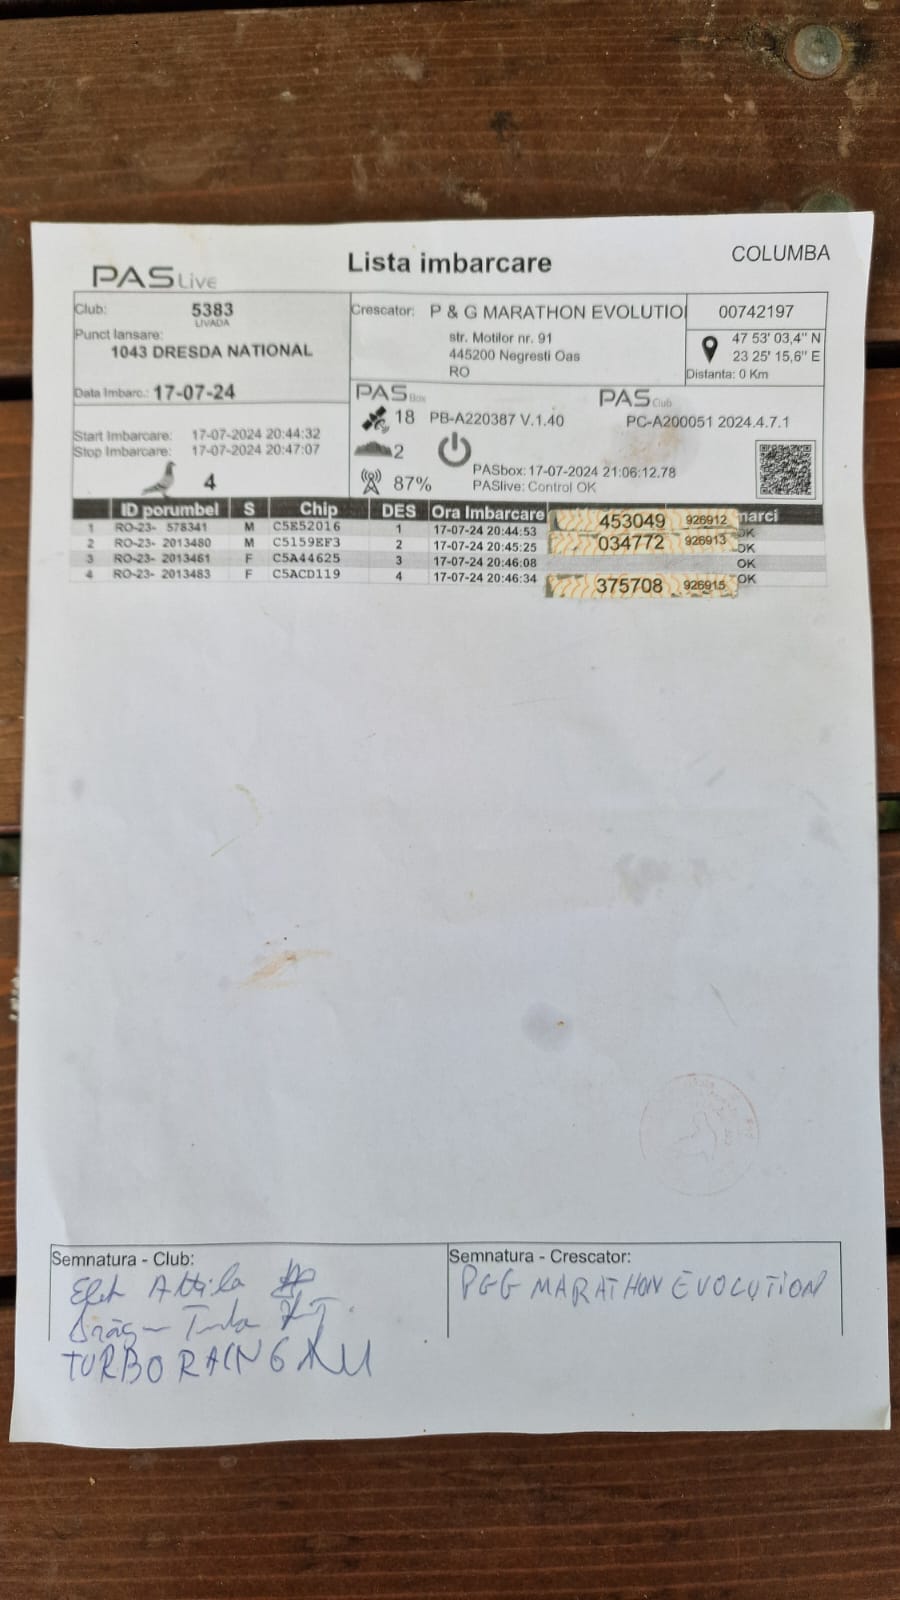 PAS Live
Lista imbarcare
COLUMBA
Club: 5383
LIVADA
Punct lansare:
1043 DRESDA NATIONAL
Data Imbarc.: 17-07-24
Start Imbarcare: 17-07-2024 20:44:32
Stop Imbarcare: 17-07-2024 20:47:07
4
Crescator: P & G MARATHON EVOLUTIO
str. Motilor nr. 91
445200 Negresti Oas
RO
00742197
47 53' 03,4" N
23 25' 15,6" E
Distanta: 0 Km
PAS Box
PAS Club
18 PB-A220387 V.1.40
PC-A200051 2024.4.7.1
2
PASbox: 17-07-2024 21:06:12.78
87% PASlive: Control OK
ID porumbel S Chip DES Ora Imbarcare marci
1 RO-23- 578341 M C5E52016 1 17-07-24 20:44:53 453049 926912 OK
2 RO-23- 2013480 M C5159EF3 2 17-07-24 20:45:25 034772 926913 OK
3 RO-23- 2013461 F C5A44625 3 17-07-24 20:46:08 OK
4 RO-23- 2013483 F C5ACD119 4 17-07-24 20:46:34 375708 926915 OK
Semnatura - Club:
Attila
TURBO RACING
Semnatura - Crescator:
P&G MARATHON EVOLUTION